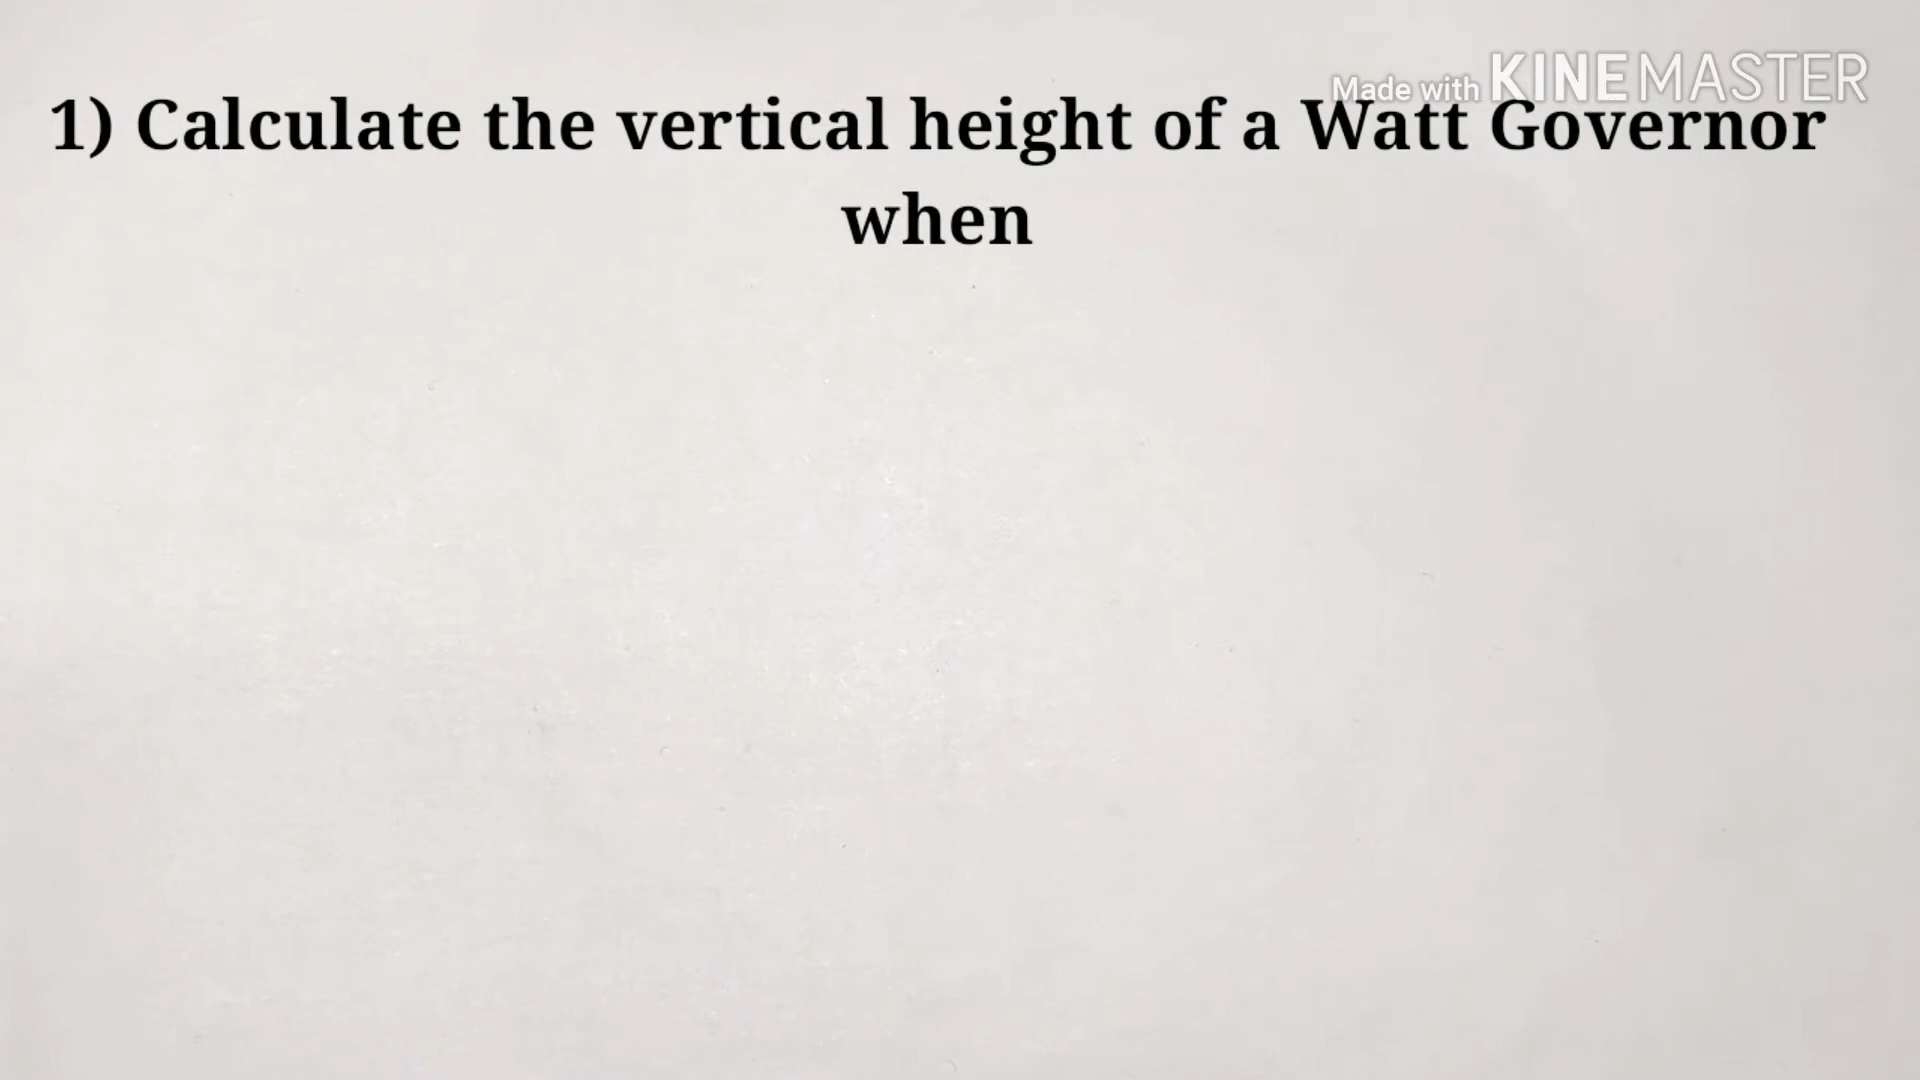 Made with KINEMASTER
1) Calculate the vertical height of a Watt Governor
when